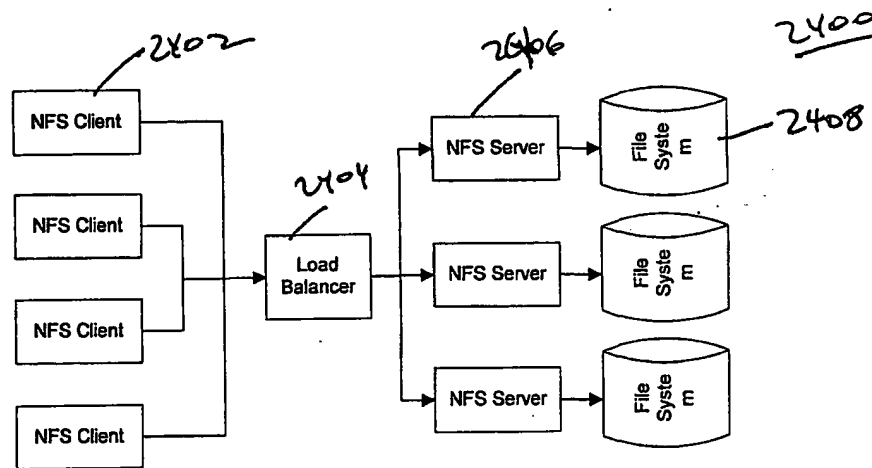 2400
2402
NFS Client
NFS Client
NFS Client
NFS Client
2404
Load
Balancer
2406
NFS Server
NFS Server
NFS Server
2408
File
Syste
m
File
Syste
m
File
Syste
m